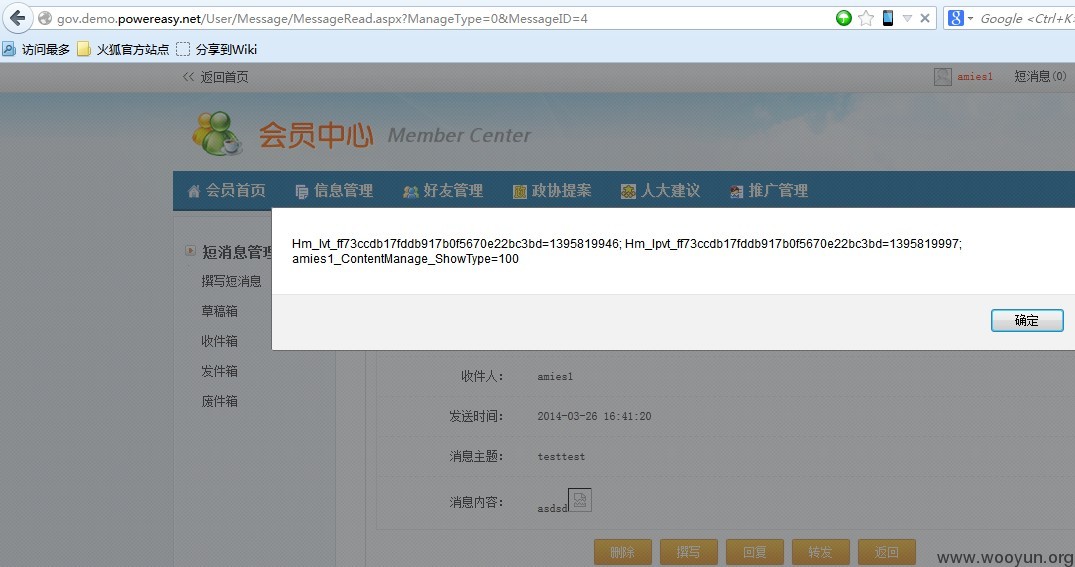 gov.demo.powereasy.net/User/Message/MessageRead.aspx?ManageType=0&MessageID=4
Google <Ctrl+K>
访问最多 火狐官方站点 分享到Wiki
<< 返回首页 amies1 短消息(0)
会员中心 Member Center
会员首页 信息管理 好友管理 政协提案 人大建议 推广管理
短消息管理
撰写短消息
草稿箱
收件箱
发件箱
废件箱
Hm_lvt_ff73ccdb17fddb917b0f5670e22bc3bd=1395819946; Hm_lpvt_ff73ccdb17fddb917b0f5670e22bc3bd=1395819997;
amies1_ContentManage_ShowType=100
确定
收件人： amies1
发送时间： 2014-03-26 16:41:20
消息主题： testtest
消息内容： asdsd
删除 撰写 回复 转发 返回
www.wooyun.org